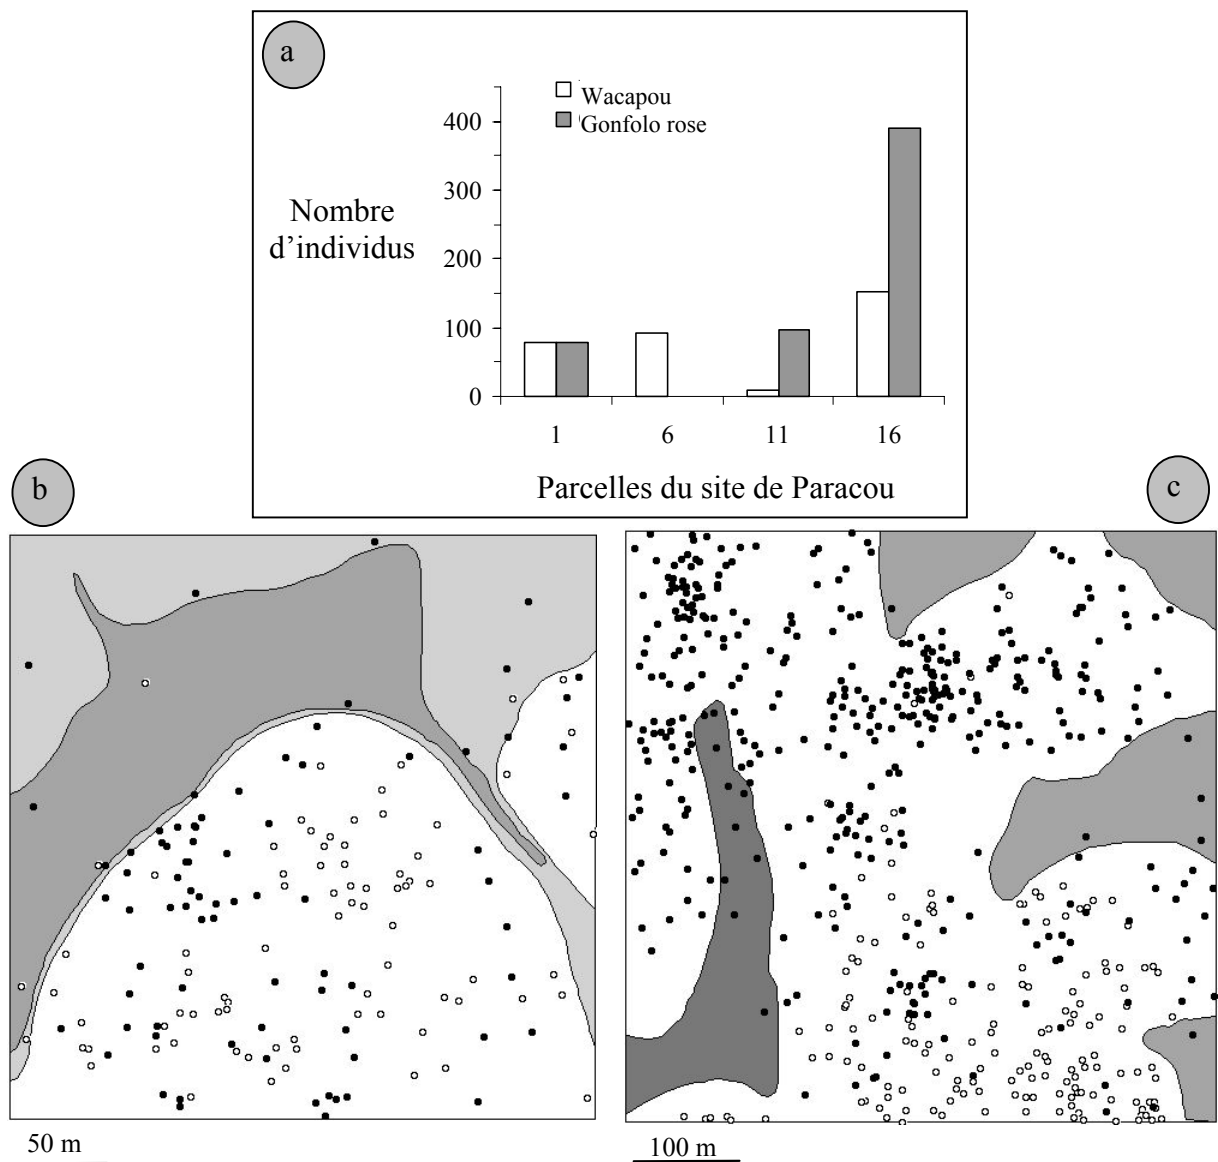 a
Wacapou
Gonfolo rose
400
300
200
100
0
Nombre
d'individus
1 6 11 16
Parcelles du site de Paracou
b
c
50 m
100 m